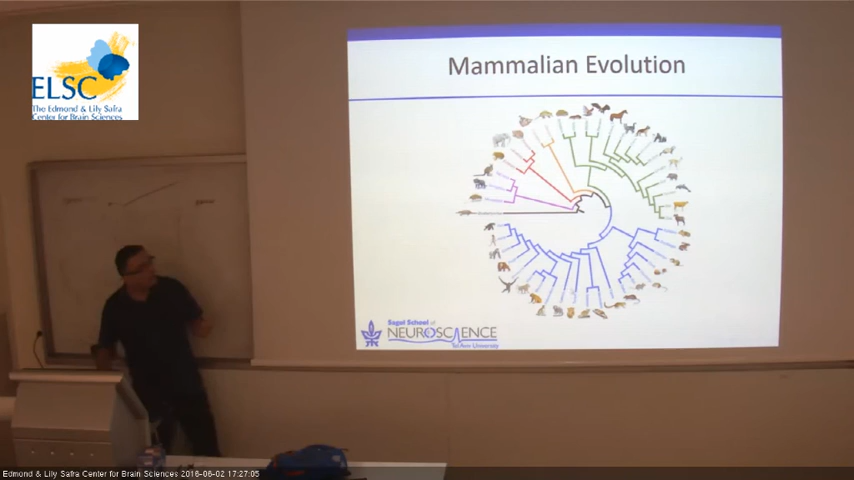 ELSC
The Edmond & Lily Safra
Center for Brain Sciences
Mammalian Evolution
Sagol School of
NEUROSCIENCE
Tel Aviv University
Edmond & Lily Safra Center for Brain Sciences 2016-06-02 17:27:05